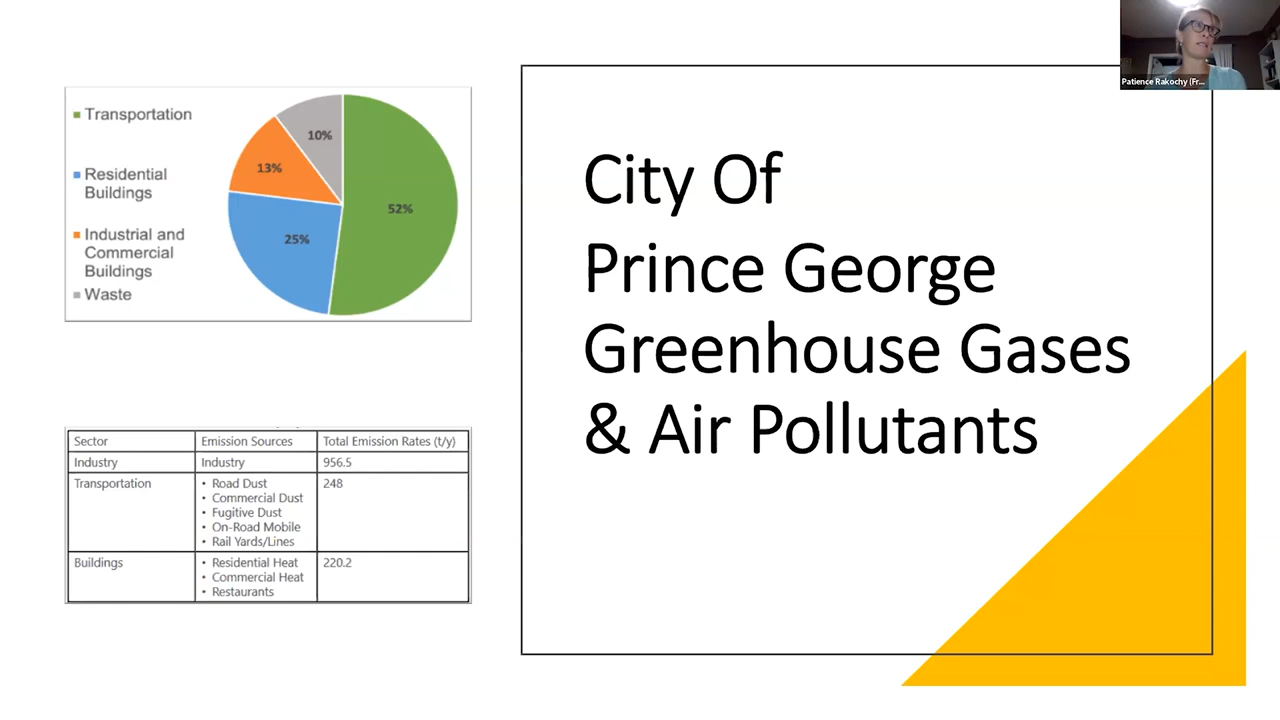 Patience Rakochy (Fr...
Transportation
Residential
Buildings
Industrial and
Commercial
Buildings
Waste
10%
13%
52%
25%
City Of
Prince George
Greenhouse Gases
& Air Pollutants
Sector Emission Sources Total Emission Rates (t/y)
Industry Industry 956.5
Transportation • Road Dust 248
• Commercial Dust
• Fugitive Dust
• On-Road Mobile
• Rail Yards/Lines
Buildings • Residential Heat 220.2
• Commercial Heat
• Restaurants